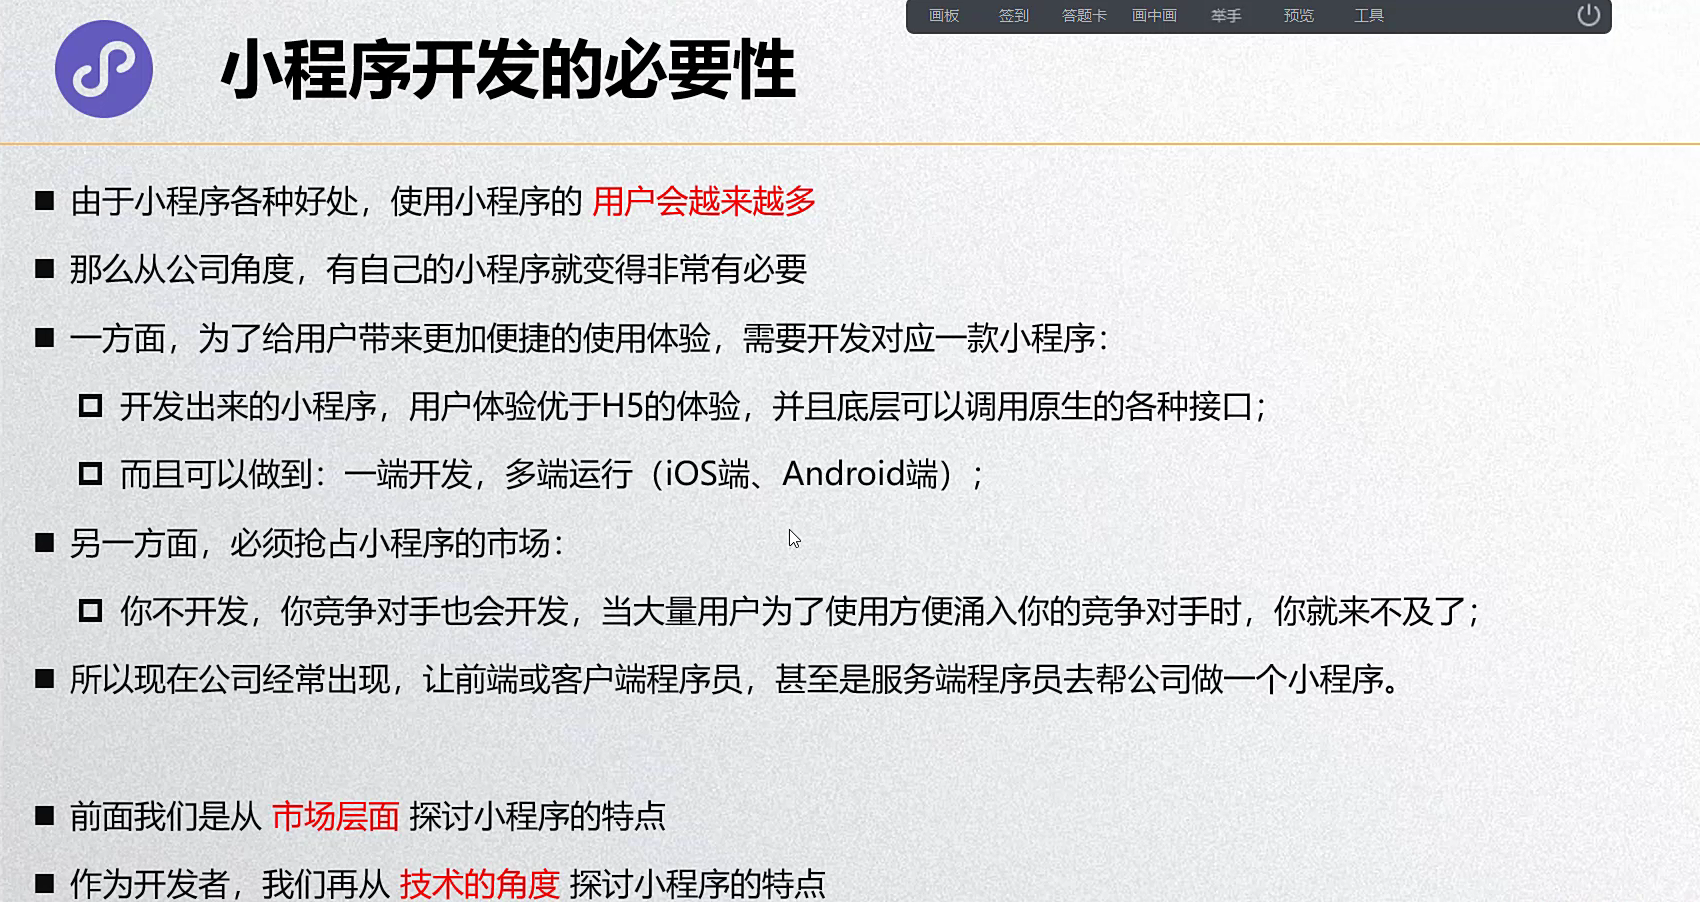 画板 签到 答题卡 画中画 举手 预览 工具
小程序开发的必要性
由于小程序各种好处，使用小程序的 用户会越来越多
那么从公司角度，有自己的小程序就变得非常有必要
一方面，为了给用户带来更加便捷的使用体验，需要开发对应一款小程序：
开发出来的小程序，用户体验优于H5的体验，并且底层可以调用原生的各种接口；
而且可以做到：一端开发，多端运行（iOS端、Android端）；
另一方面，必须抢占小程序的市场：
你不开发，你竞争对手也会开发，当大量用户为了使用方便涌入你的竞争对手时，你就来不及了；
所以现在公司经常出现，让前端或客户端程序员，甚至是服务端程序员去帮公司做一个小程序。
前面我们是从 市场层面 探讨小程序的特点
作为开发者，我们再从 技术的角度 探讨小程序的特点